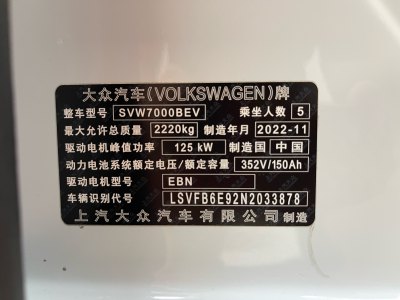 大众汽车(VOLKSWAGEN)牌
整车型号 SVW7000BEV 乘坐人数 5
最大允许总质量 2220kg 制造年月 2022-11
驱动电机峰值功率 125 kW 制造国 中国
动力电池系统额定电压/额定容量 352V/150Ah
驱动电机型号 EBN
车辆识别代号 LSVFB6E92N2033878
上汽大众汽车有限公司 制造